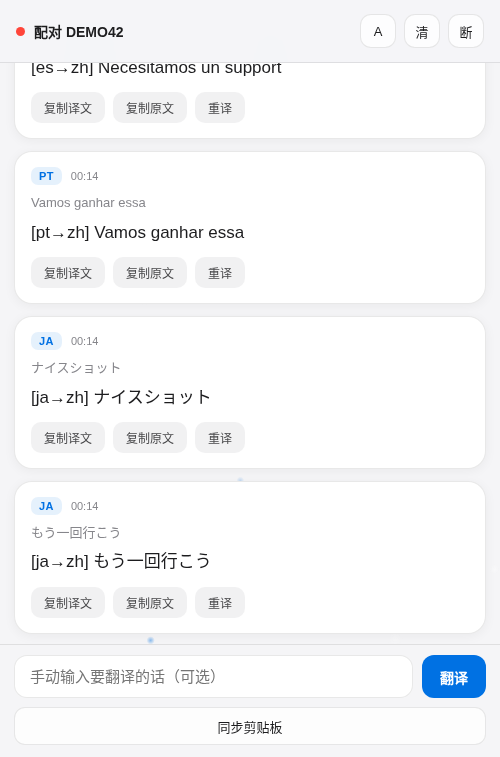 配对 DEMO42
A
清
断
[es→zh] Necesitamos un support
复制译文
复制原文
重译
PT 00:14
Vamos ganhar essa
[pt→zh] Vamos ganhar essa
复制译文
复制原文
重译
JA 00:14
ナイスショット
[ja→zh] ナイスショット
复制译文
复制原文
重译
JA 00:14
もう一回行こう
[ja→zh] もう一回行こう
复制译文
复制原文
重译
手动输入要翻译的话（可选）
翻译
同步剪贴板